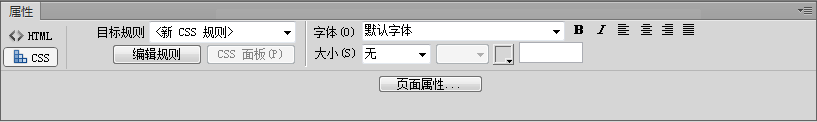 属性
<> HTML 目标规则 <新 CSS 规则> 字体(O) 默认字体 B I
CSS 编辑规则 CSS 面板(P) 大小(S) 无
页面属性...